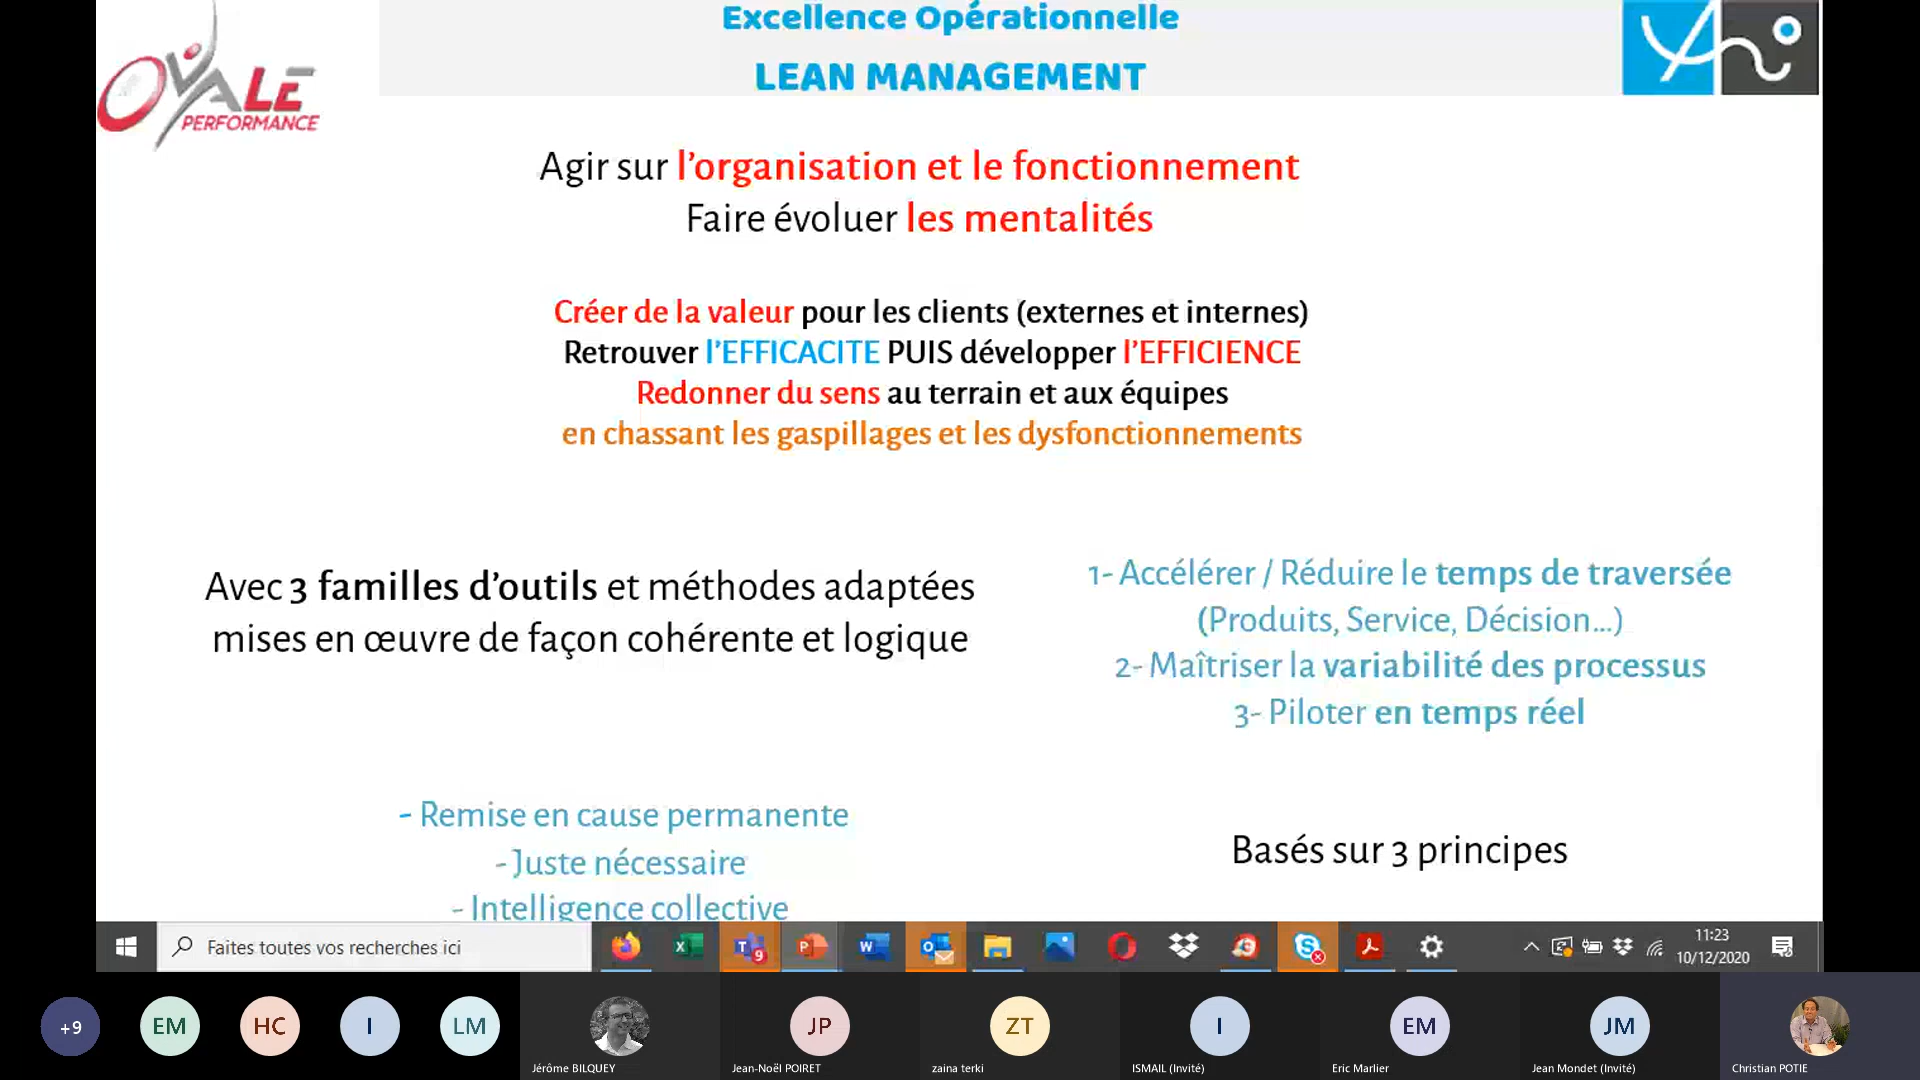 OVALE
PERFORMANCE
Excellence Opérationnelle
LEAN MANAGEMENT
Agir sur l'organisation et le fonctionnement
Faire évoluer les mentalités
Créer de la valeur pour les clients (externes et internes)
Retrouver l'EFFICACITE PUIS développer l'EFFICIENCE
Redonner du sens au terrain et aux équipes
en chassant les gaspillages et les dysfonctionnements
Avec 3 familles d'outils et méthodes adaptées
mises en œuvre de façon cohérente et logique
1- Accélérer / Réduire le temps de traversée
(Produits, Service, Décision...)
2- Maîtriser la variabilité des processus
3- Piloter en temps réel
- Remise en cause permanente
- Juste nécessaire
- Intelligence collective
Basés sur 3 principes
Faites toutes vos recherches ici
9
11:23
10/12/2020
+9
EM
HC
I
LM
JP
ZT
I
EM
JM
Jérôme BILQUEY
Jean-Noël POIRET
zaina terki
ISMAIL (Invité)
Eric Marlier
Jean Mondet (Invité)
Christian POTIE